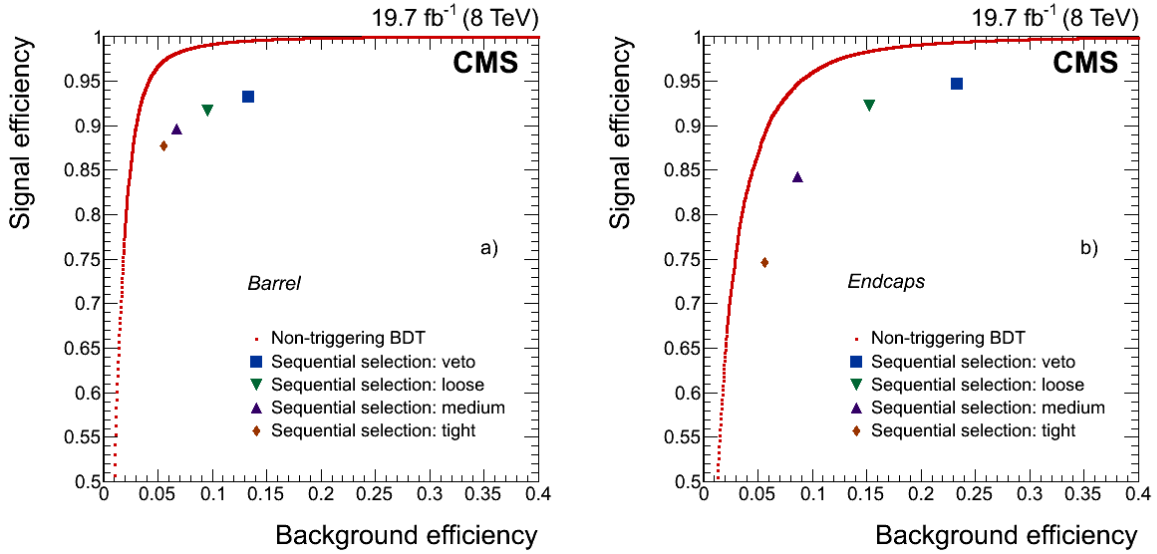 19.7 fb⁻¹ (8 TeV)
Signal efficiency
1
0.95
0.9
0.85
0.8
0.75
0.7
0.65
0.6
0.55
0.5
CMS
a)
Barrel
Non-triggering BDT
Sequential selection: veto
Sequential selection: loose
Sequential selection: medium
Sequential selection: tight
0 0.05 0.1 0.15 0.2 0.25 0.3 0.35 0.4
Background efficiency
19.7 fb⁻¹ (8 TeV)
Signal efficiency
1
0.95
0.9
0.85
0.8
0.75
0.7
0.65
0.6
0.55
0.5
CMS
b)
Endcaps
Non-triggering BDT
Sequential selection: veto
Sequential selection: loose
Sequential selection: medium
Sequential selection: tight
0 0.05 0.1 0.15 0.2 0.25 0.3 0.35 0.4
Background efficiency